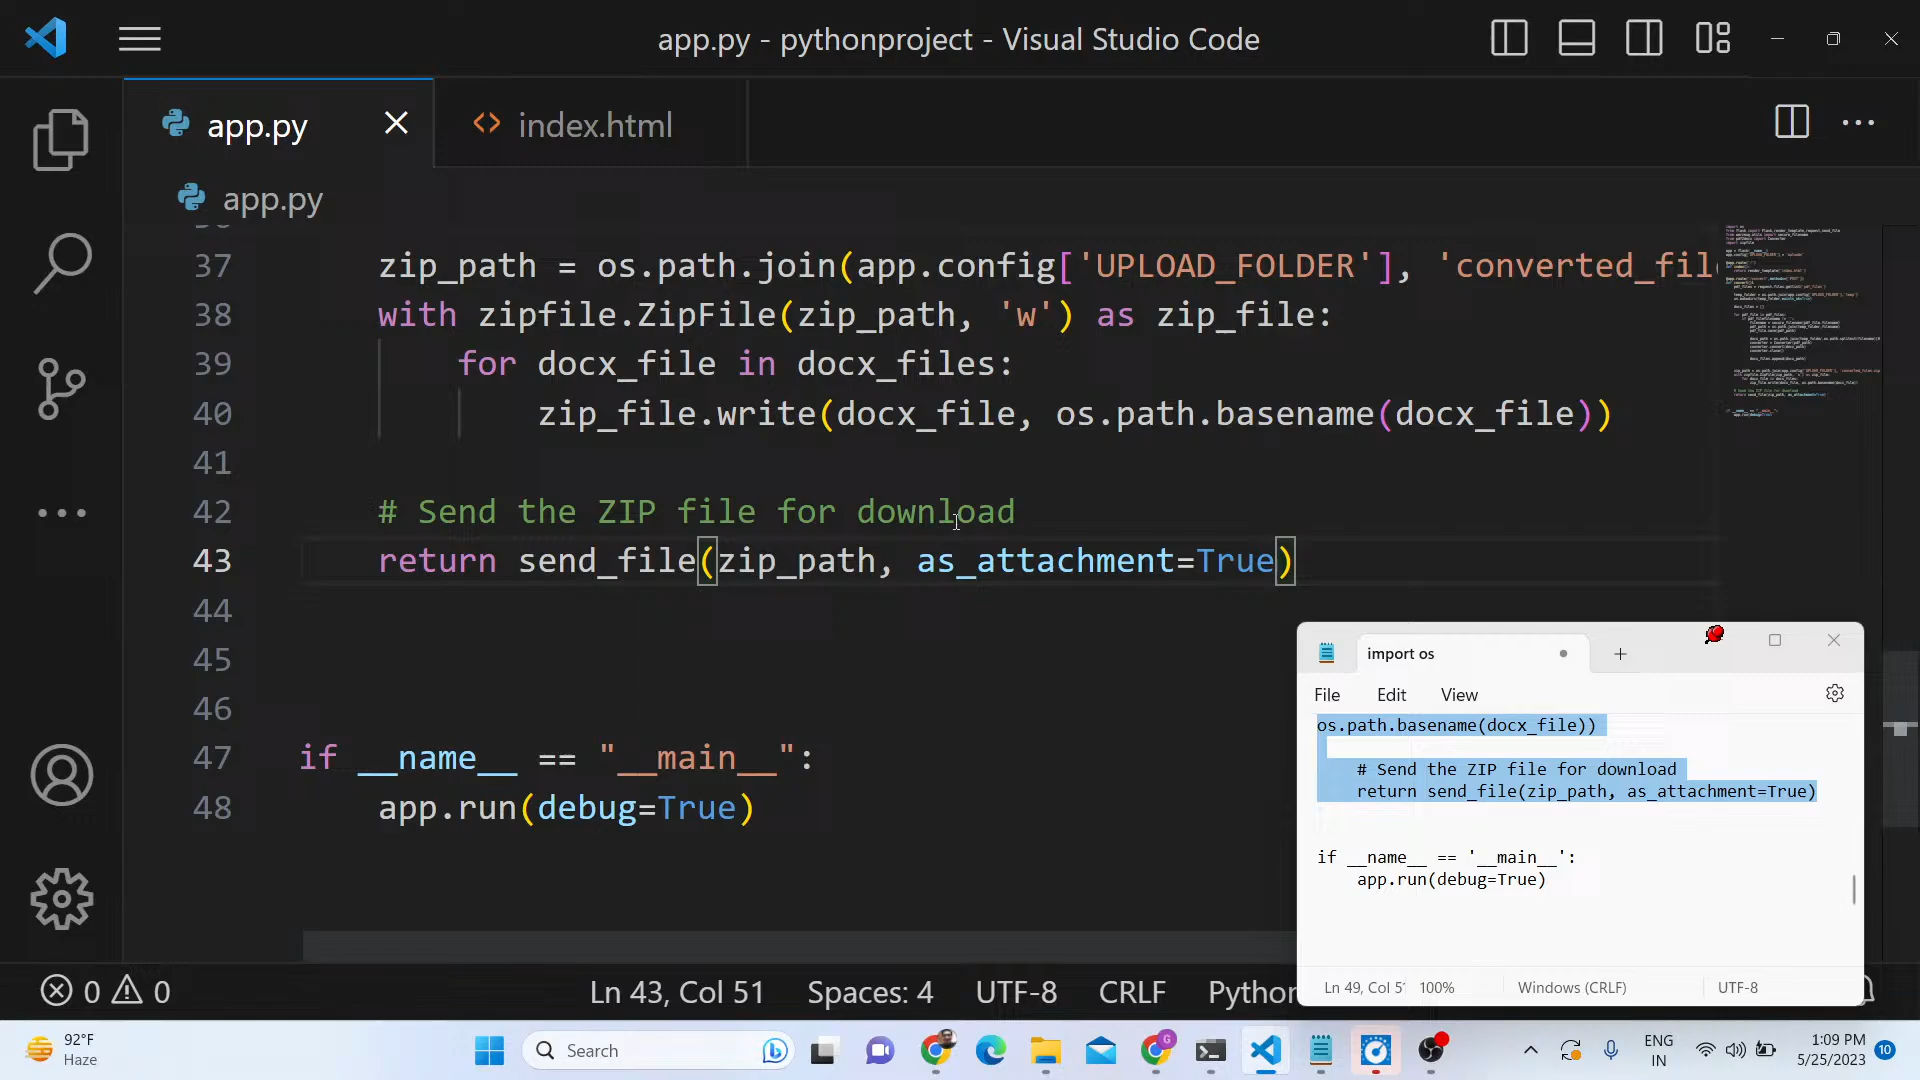 app.py - pythonproject - Visual Studio Code
app.py
index.html
app.py
37 zip_path = os.path.join(app.config['UPLOAD_FOLDER'], 'converted_fil
38 with zipfile.ZipFile(zip_path, 'w') as zip_file:
39 for docx_file in docx_files:
40 zip_file.write(docx_file, os.path.basename(docx_file))
41
42 # Send the ZIP file for download
43 return send_file(zip_path, as_attachment=True)
44
45
46
47 if __name__ == "__main__":
48 app.run(debug=True)
import os
File Edit View
os.path.basename(docx_file))
# Send the ZIP file for download
return send_file(zip_path, as_attachment=True)
if __name__ == '__main__':
app.run(debug=True)
Ln 49, Col 5 100% Windows (CRLF) UTF-8
0 0 Ln 43, Col 51 Spaces: 4 UTF-8 CRLF Python
92°F
Haze
Search
ENG
IN
1:09 PM
5/25/2023
10